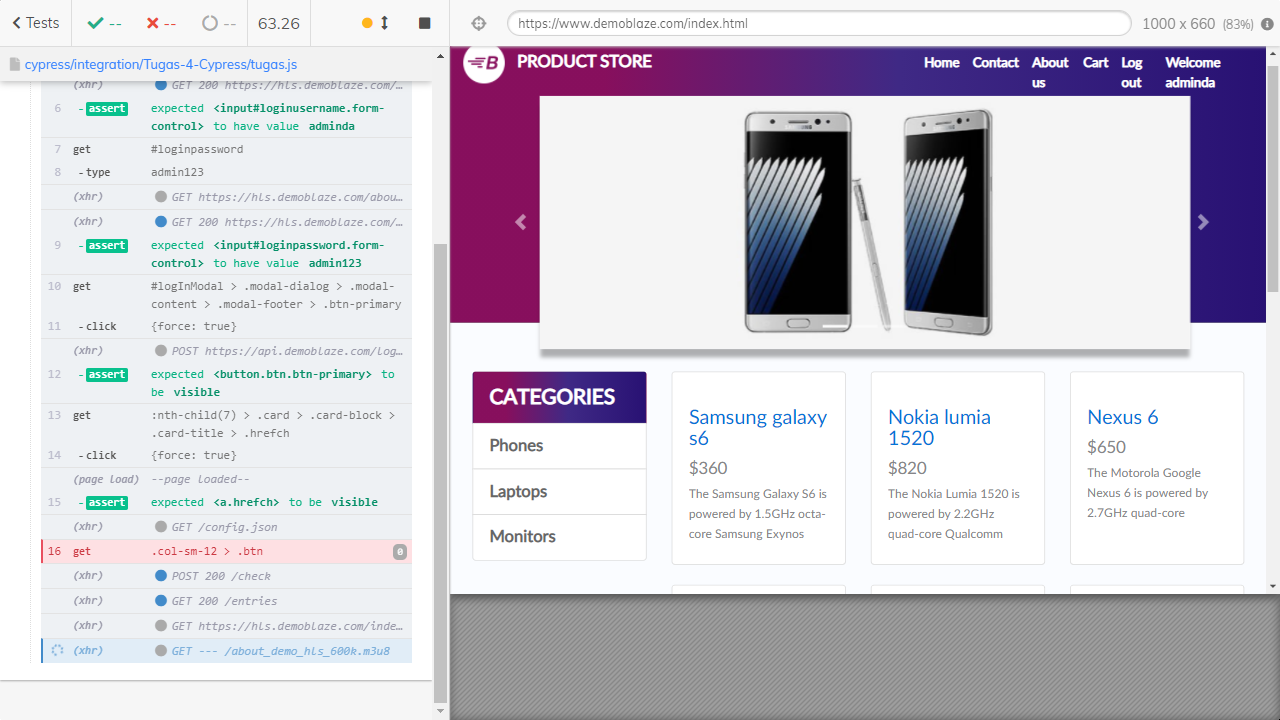 Tests
--
--
--
63.26
https://www.demoblaze.com/index.html
1000 x 660 (83%)
cypress/integration/Tugas-4-Cypress/tugas.js
(xhr) GET 200 https://hls.demoblaze.com/…
6 -assert expected <input#loginusername.form-
control> to have value adminda
7 get #loginpassword
8 -type admin123
(xhr) GET https://hls.demoblaze.com/abou…
(xhr) GET 200 https://hls.demoblaze.com/…
9 -assert expected <input#loginpassword.form-
control> to have value admin123
10 get #logInModal > .modal-dialog > .modal-
content > .modal-footer > .btn-primary
11 -click {force: true}
(xhr) POST https://api.demoblaze.com/log…
12 -assert expected <button.btn.btn-primary> to
be visible
13 get :nth-child(7) > .card > .card-block >
.card-title > .hrefch
14 -click {force: true}
(page load) --page loaded--
15 -assert expected <a.hrefch> to be visible
(xhr) GET /config.json
16 get .col-sm-12 > .btn 0
(xhr) POST 200 /check
(xhr) GET 200 /entries
(xhr) GET https://hls.demoblaze.com/inde…
(xhr) GET --- /about_demo_hls_600k.m3u8
B
PRODUCT STORE
Home
Contact
About
us
Cart
Log
out
Welcome
adminda
CATEGORIES
Phones
Laptops
Monitors
Samsung galaxy
s6
$360
The Samsung Galaxy S6 is
powered by 1.5GHz octa-
core Samsung Exynos
Nokia lumia
1520
$820
The Nokia Lumia 1520 is
powered by 2.2GHz
quad-core Qualcomm
Nexus 6
$650
The Motorola Google
Nexus 6 is powered by
2.7GHz quad-core